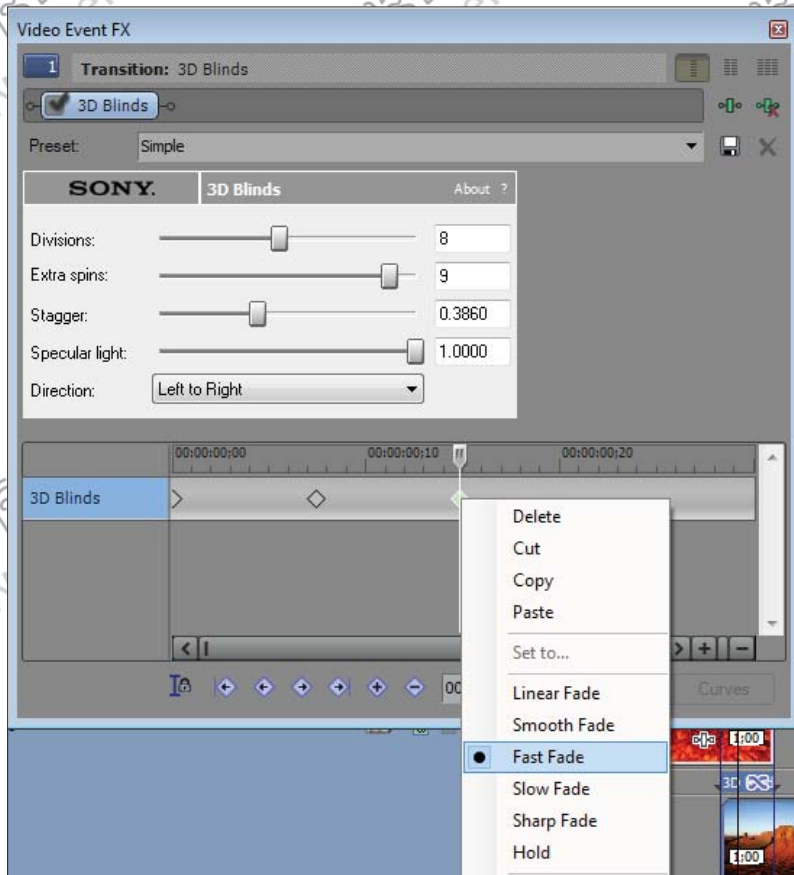 Video Event FX
1 Transition: 3D Blinds
3D Blinds
Preset: Simple
SONY. 3D Blinds About ?
Divisions: 8
Extra spins: 9
Stagger: 0.3860
Specular light: 1.0000
Direction: Left to Right
00:00:00;00 00:00:00;10 00:00:00;20
3D Blinds
Delete
Cut
Copy
Paste
Set to...
00
Linear Fade
Curves
Smooth Fade
Fast Fade
1:00
Slow Fade
3D
Sharp Fade
Hold
1:00